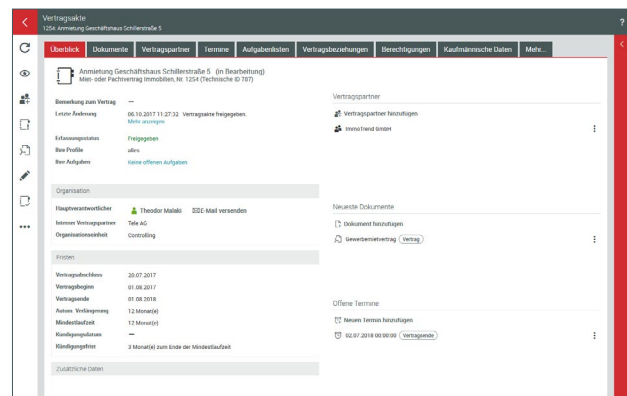 Vertragsakte
1254: Anmietung Geschäftshaus Schillerstraße 5
?
Überblick Dokumente Vertragspartner Termine Aufgabenlisten Vertragsbeziehungen Berechtigungen Kaufmännische Daten Mehr...
Anmietung Geschäftshaus Schillerstraße 5 (in Bearbeitung)
Miet- oder Pachtvertrag Immobilien, Nr. 1254 (Technische ID 707)
Bemerkung zum Vertrag —
Letzte Änderung 06.10.2017 11:27:32 Vertragsakte freigegeben.
Mehr anzeigen
Erfassungsstatus Freigegeben
Ihre Profile alles
Ihre Aufgaben Keine offenen Aufgaben
Organisation
Hauptverantwortlicher Theodor Malaki E-Mail versenden
Interner Vertragspartner Tele AG
Organisationseinheit Controlling
Fristen
Vertragsabschluss 20.07.2017
Vertragsbeginn 01.08.2017
Vertragsende 01.08.2018
Autom. Verlängerung 12 Monat(e)
Mindestlaufzeit 12 Monat(e)
Kündigungsdatum —
Kündigungsfrist 3 Monat(e) zum Ende der Mindestlaufzeit
Zusätzliche Daten
Vertragspartner
Vertragspartner hinzufügen
ImmoTrend GmbH
Neueste Dokumente
Dokument hinzufügen
Gewerbemietvertrag Vertrag
Offene Termine
Neuen Termin hinzufügen
02.07.2018 00:00:00 Vertragsende